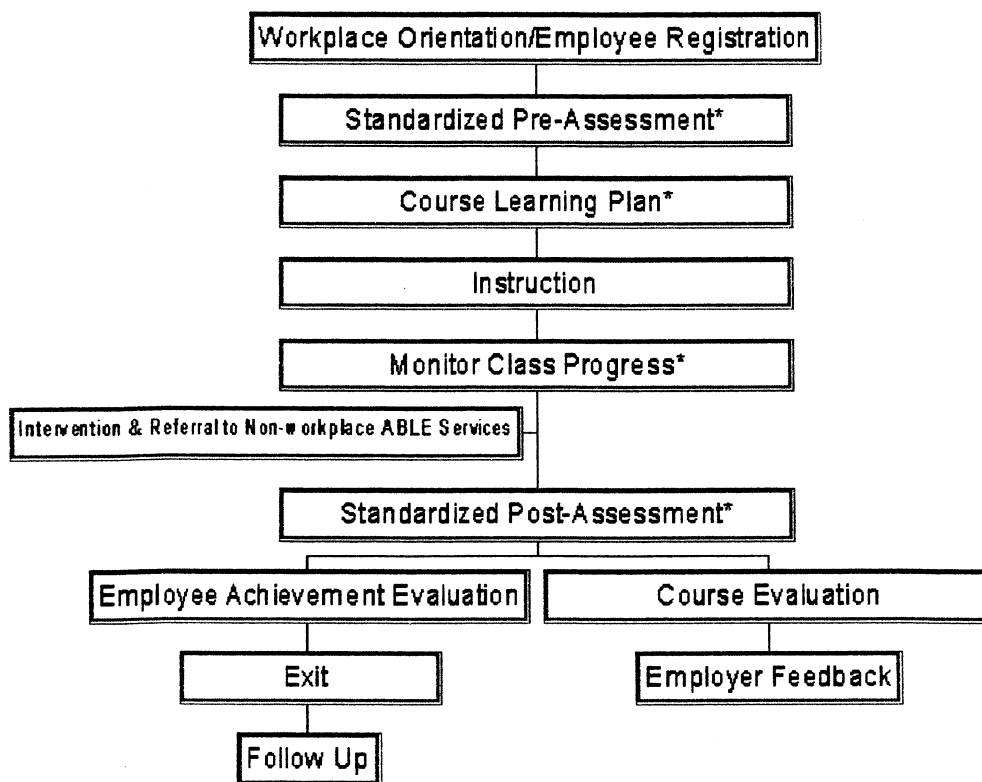 Workplace Orientation/Employee Registration
Standardized Pre-Assessment*
Course Learning Plan*
Instruction
Monitor Class Progress*
Intervention & Referral to Non-workplace ABLE Services
Standardized Post-Assessment*
Employee Achievement Evaluation
Course Evaluation
Exit
Employer Feedback
Follow Up